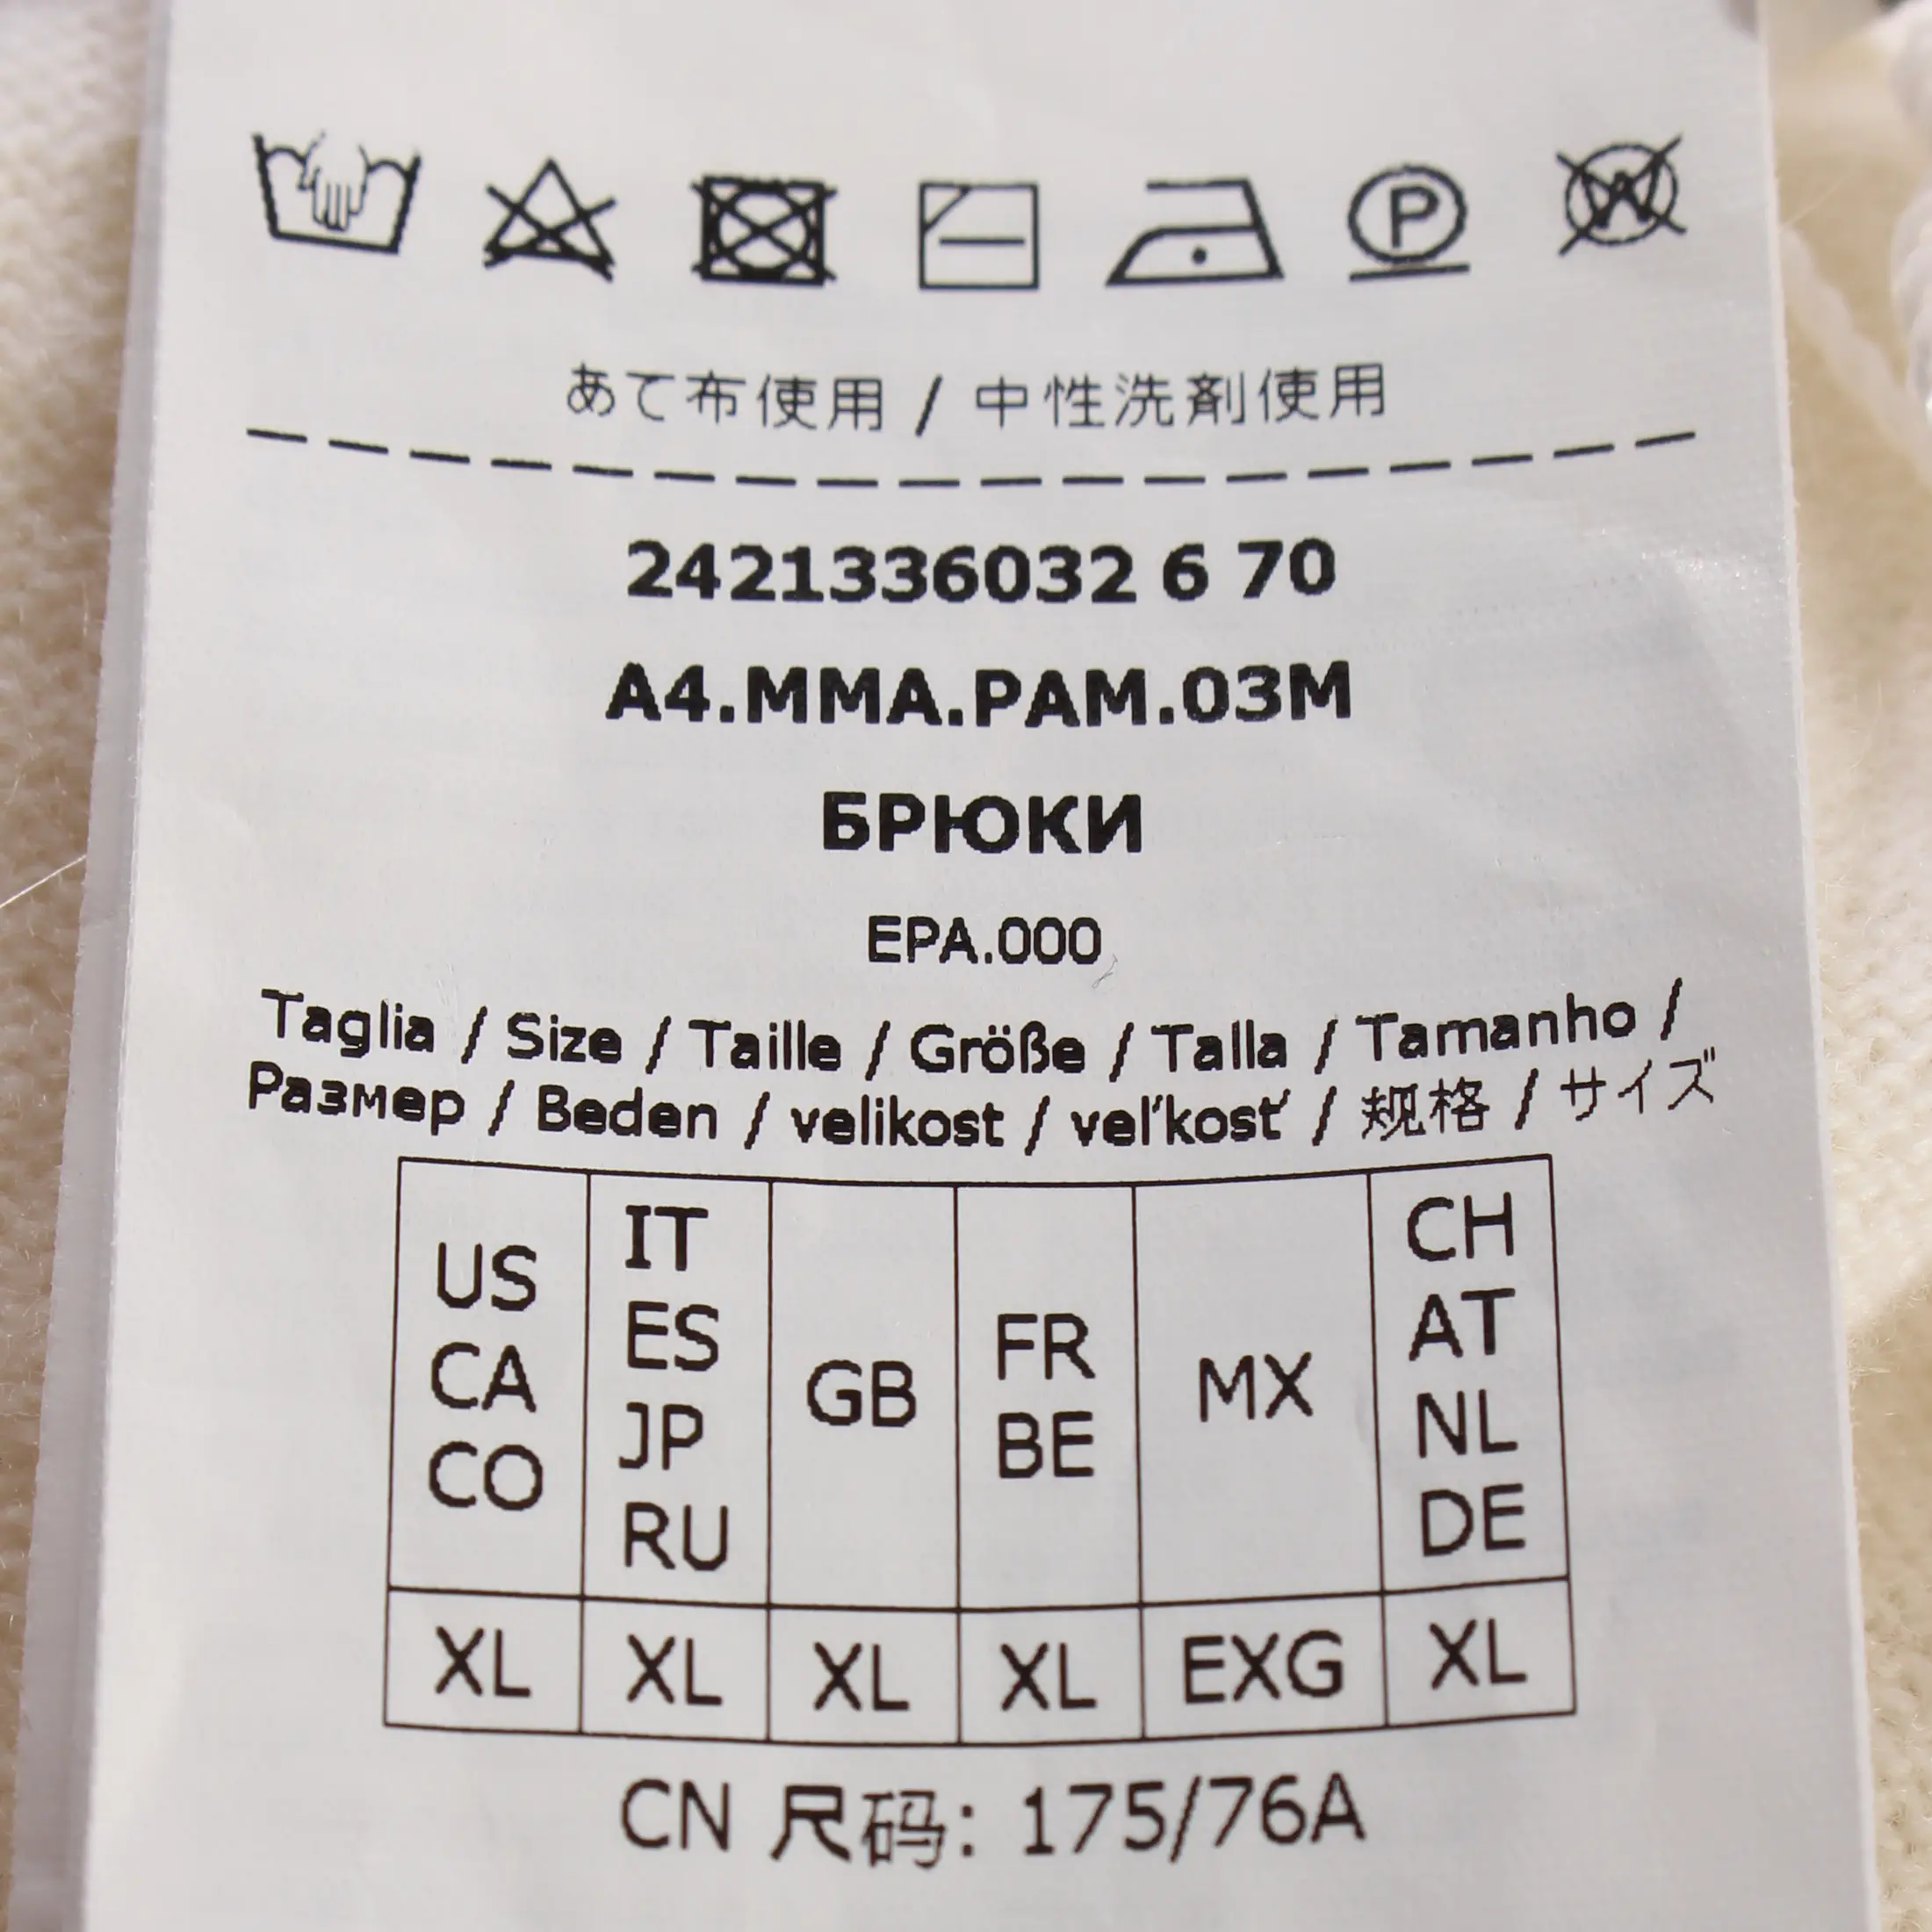 P W
あて布使用 / 中性洗剤使用
2421336032 6 70
A4.MMA.PAM.03M
БРЮКИ
EPA.000
Taglia / Size / Taille / Größe / Talla / Tamanho /
Размер / Beden / velikost / veľkosť / 规格 / サイズ
US CA CO
IT ES JP RU
GB
FR BE
MX
CH AT NL DE
XL XL XL XL EXG XL
CN 尺码: 175/76A